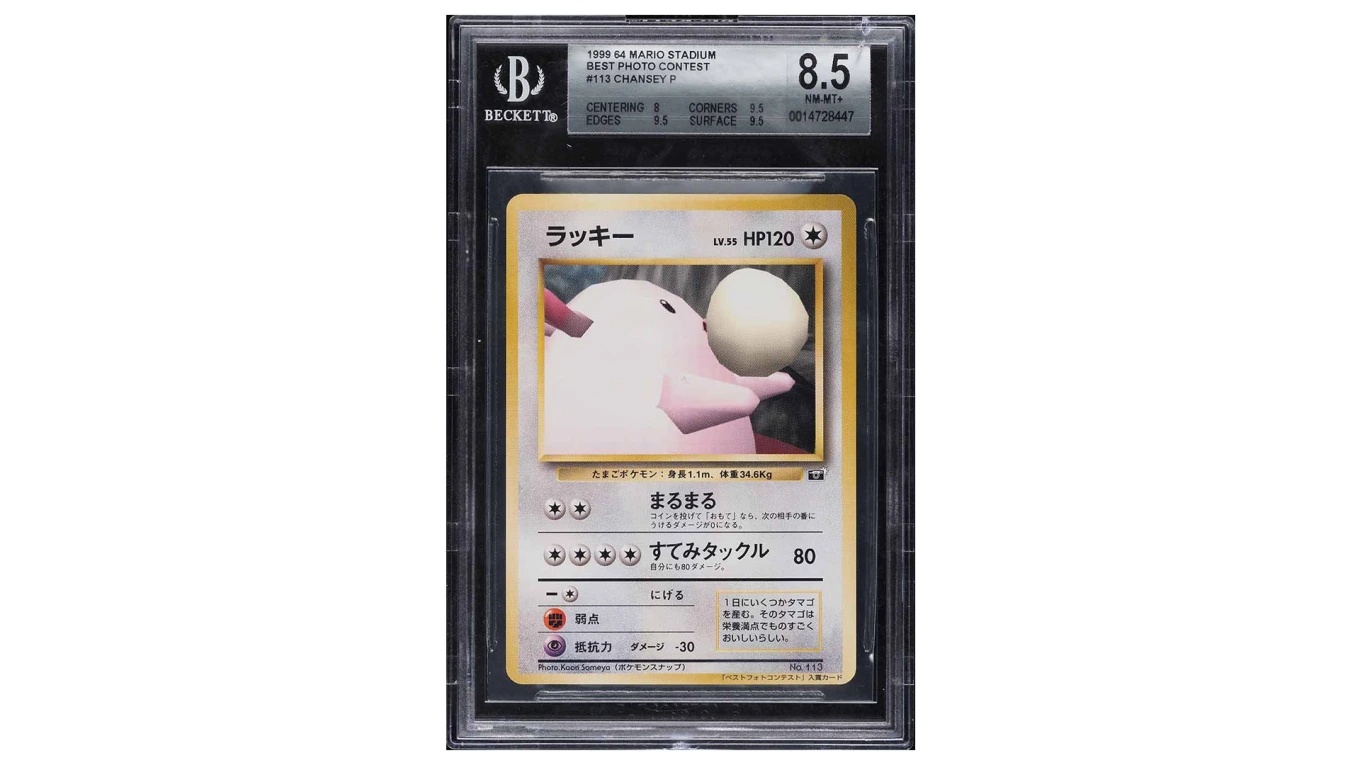 1999 64 MARIO STADIUM
BEST PHOTO CONTEST
#113 CHANSEY P
8.5
NM-MT+
B
BECKETT®
CENTERING 8 CORNERS 9.5
EDGES 9.5 SURFACE 9.5
0014728447
ラッキー LV.55 HP120
たまごポケモン：身長1.1m、体重34.6Kg
まるまる
コインを投げて「おもて」なら、次の相手の番に
うけるダメージが0になる。
すてみタックル 80
自分にも80ダメージ。
ー にげる
弱点
抵抗力 ダメージ -30
1日にいくつかタマゴ
を産む。そのタマゴは
栄養満点でものすごく
おいしいらしい。
Photo.Kaori Someya（ポケモンスナップ） No. 113
「ベストフォトコンテスト」入賞カード